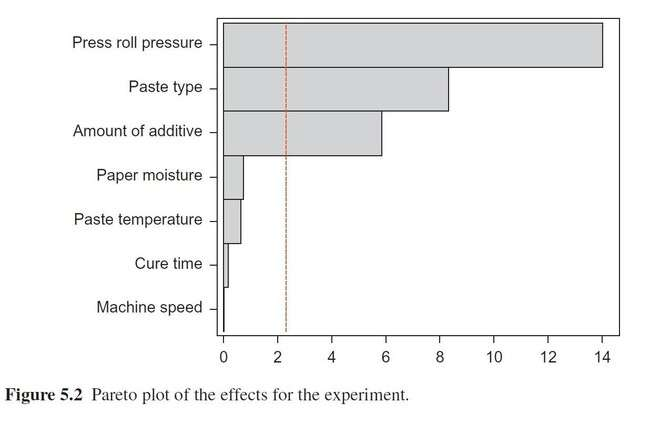 Press roll pressure
Paste type
Amount of additive
Paper moisture
Paste temperature
Cure time
Machine speed
0 2 4 6 8 10 12 14
Figure 5.2 Pareto plot of the effects for the experiment.